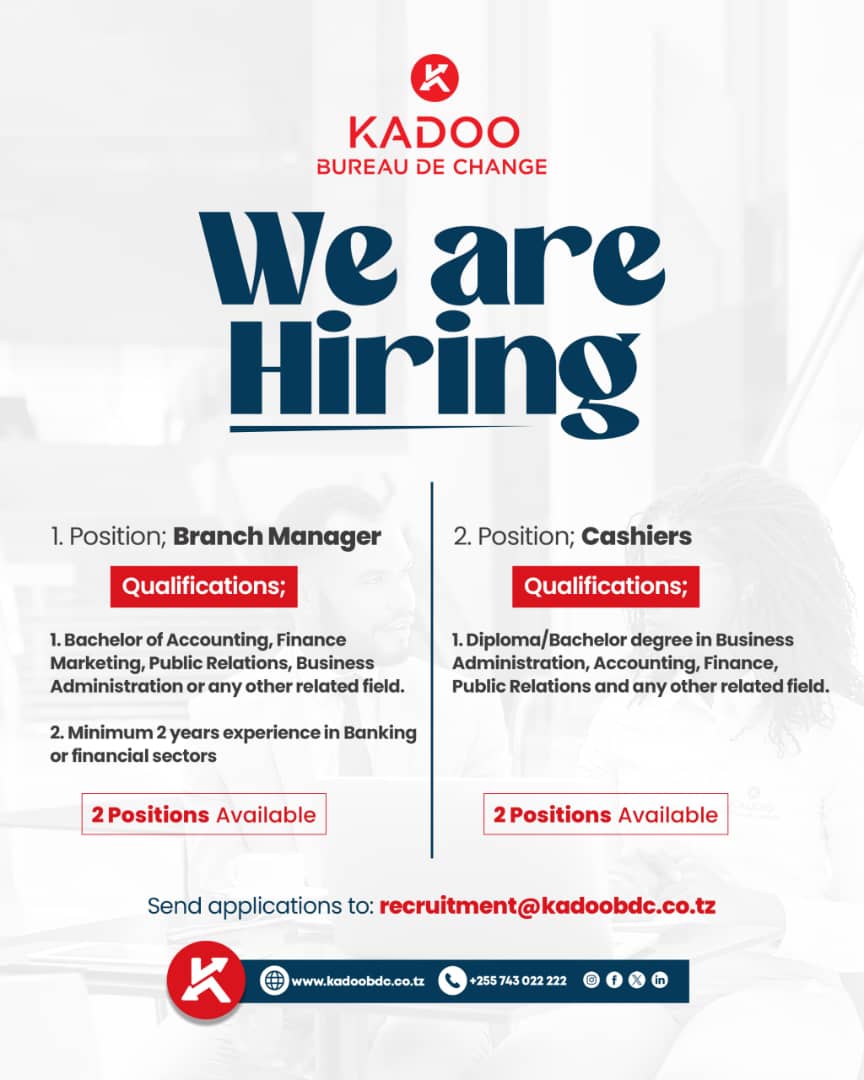 KADOO
BUREAU DE CHANGE
We are
Hiring
1. Position; Branch Manager
Qualifications;
1. Bachelor of Accounting, Finance
Marketing, Public Relations, Business
Administration or any other related field.
2. Minimum 2 years experience in Banking
or financial sectors
2 Positions Available
2. Position; Cashiers
Qualifications;
1. Diploma/Bachelor degree in Business
Administration, Accounting, Finance,
Public Relations and any other related field.
2 Positions Available
Send applications to: recruitment@kadoobdc.co.tz
www.kadoobdc.co.tz +255 743 022 222